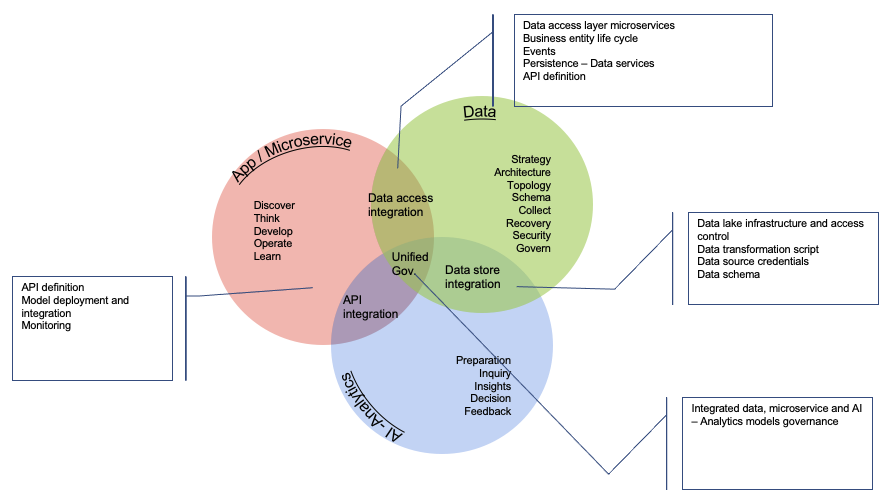 Data access layer microservices
Business entity life cycle
Events
Persistence – Data services
API definition
Data
App / Microservice
Strategy
Architecture
Topology
Schema
Collect
Recovery
Security
Govern
Data access
integration
Discover
Think
Develop
Operate
Learn
Data lake infrastructure and access
control
Data transformation script
Data source credentials
Data schema
Unified
Gov.
Data store
integration
API definition
Model deployment and
integration
Monitoring
API
integration
Preparation
Inquiry
Insights
Decision
Feedback
AI-Analytics
Integrated data, microservice and AI
– Analytics models governance